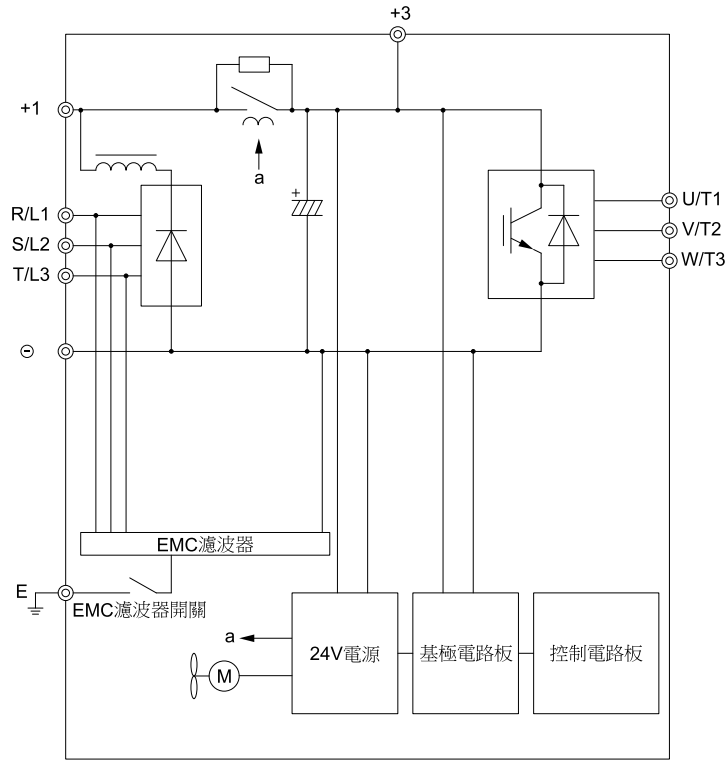 +3
+1
a
+
R/L1
S/L2
T/L3
U/T1
V/T2
W/T3
⊖
EMC濾波器
E
EMC濾波器開關
a
M
24V電源
基極電路板
控制電路板